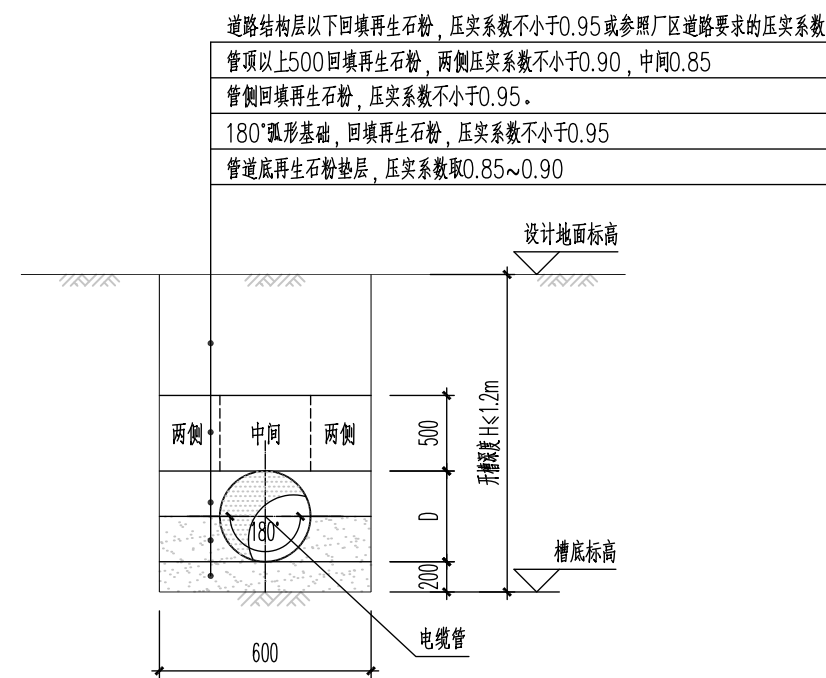 道路结构层以下回填再生石粉，压实系数不小于0.95或参照厂区道路要求的压实系数
管顶以上500回填再生石粉，两侧压实系数不小于0.90，中间0.85
管侧回填再生石粉，压实系数不小于0.95。
180°弧形基础，回填再生石粉，压实系数不小于0.95
管道底再生石粉垫层，压实系数取0.85~0.90
设计地面标高
两侧 中间 两侧
500
开槽深度H≤1.2m
D
180°
槽底标高
200
电缆管
600